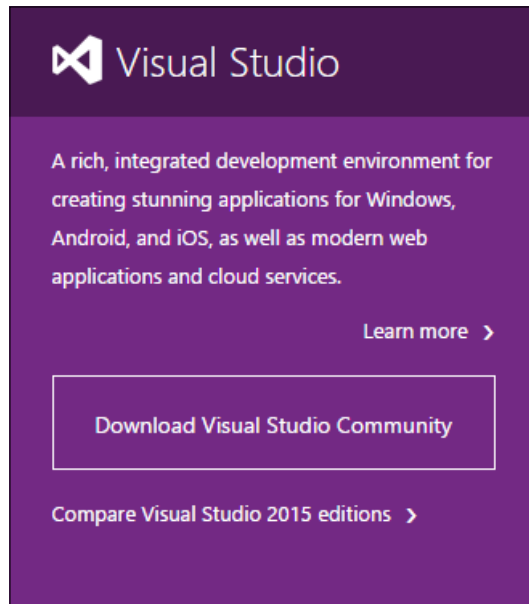 Visual Studio
A rich, integrated development environment for
creating stunning applications for Windows,
Android, and iOS, as well as modern web
applications and cloud services.
Learn more
Download Visual Studio Community
Compare Visual Studio 2015 editions